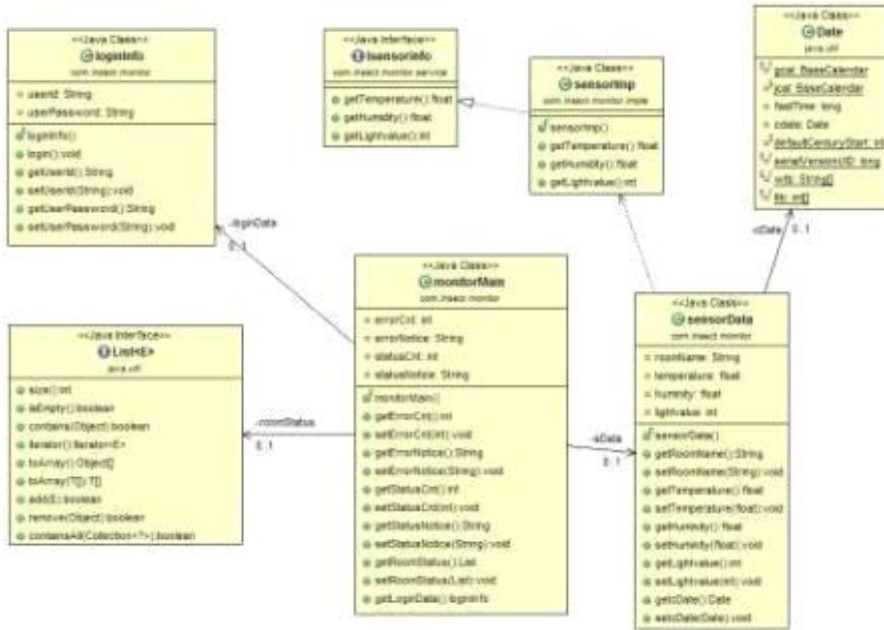 <<Java Class>>
loginInfo
com.insect.monitor
userId: String
userPassword: String
loginInfo()
login():void
getUserId():String
setUserId(String):void
getUserPassword():String
setUserPassword(String):void
<<Java Interface>>
IsensorInfo
com.insect.monitor.service
getTemperature():float
getHumidity():float
getLightvalue():int
<<Java Class>>
sensorImp
com.insect.monitor.imple
sensorImp()
getTemperature():float
getHumidity():float
getLightvalue():int
<<Java Class>>
Date
java.util
gcal: BaseCalendar
jcal: BaseCalendar
fastTime: long
cdate: Date
defaultCenturyStart: int
serialVersionUID: long
wtb: String[]
ttb: int[]
-loginData
0..1
-cDate
0..1
<<Java Interface>>
List<E>
java.util
size():int
isEmpty():boolean
contains(Object):boolean
iterator():Iterator<E>
toArray():Object[]
toArray(T[]):T[]
add(E):boolean
remove(Object):boolean
containsAll(Collection<?>):boolean
-roomStatus
0..1
<<Java Class>>
monitorMain
com.insect.monitor
errorCnt: int
errorNotice: String
statusCnt: int
statusNotice: String
monitorMain()
getErrorCnt():int
setErrorCnt(int):void
getErrorNotice():String
setErrorNotice(String):void
getStatusCnt():int
setStatusCnt(int):void
getStatusNotice():String
setStatusNotice(String):void
getRoomStatus():List
setRoomStatus(List):void
getLoginData():loginInfo
-sData
0..1
<<Java Class>>
sensorData
com.insect.monitor
roomName: String
temperature: float
huminity: float
lightvalue: int
sensorData()
getRoomName():String
setRoomName(String):void
getTemperature():float
setTemperature(float):void
getHuminity():float
setHuminity(float):void
getLightvalue():int
setLightvalue(int):void
getcDate():Date
setcDate(Date):void